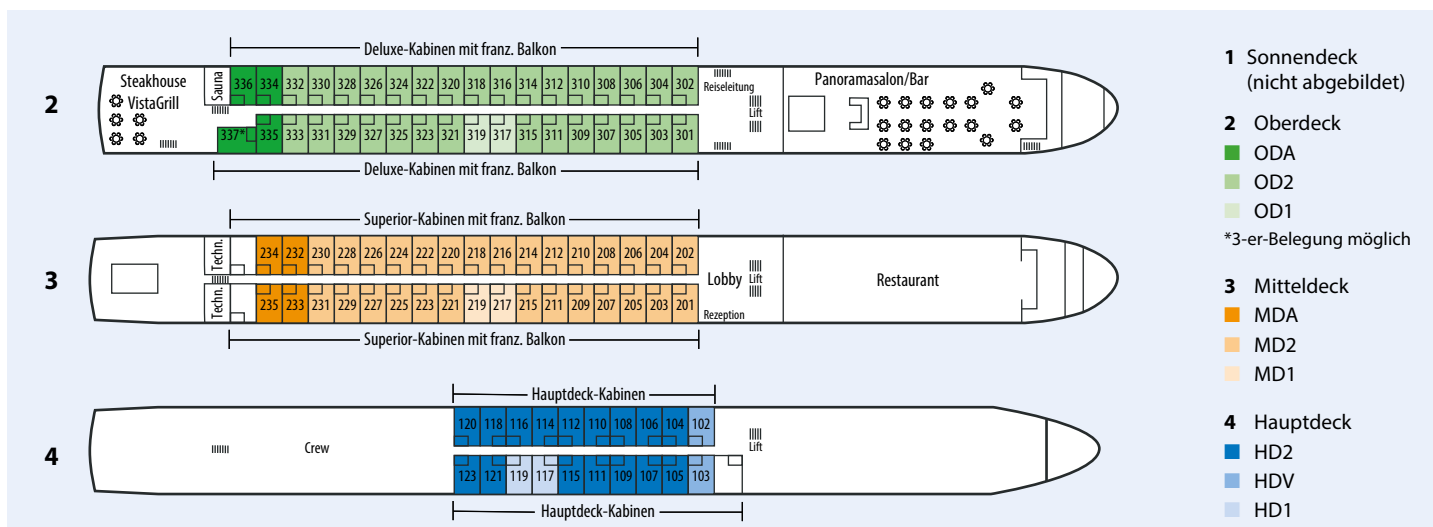 Deluxe-Kabinen mit franz. Balkon
2
Steakhouse
VistaGrill
Sauna
336 334 332 330 328 326 324 322 320 318 316 314 312 310 308 306 304 302
337* 335 333 331 329 327 325 323 321 319 317 315 311 309 307 305 303 301
Reiseleitung
Lift
Panoramasalon/Bar
Deluxe-Kabinen mit franz. Balkon
Superior-Kabinen mit franz. Balkon
3
Techn.
Techn.
234 232 230 228 226 224 222 220 218 216 214 212 210 208 206 204 202
235 233 231 229 227 225 223 221 219 217 215 211 209 207 205 203 201
Lobby
Lift
Rezeption
Restaurant
Superior-Kabinen mit franz. Balkon
Hauptdeck-Kabinen
4
Crew
120 118 116 114 112 110 108 106 104 102
123 121 119 117 115 111 109 107 105 103
Lift
Hauptdeck-Kabinen
1 Sonnendeck
(nicht abgebildet)
2 Oberdeck
ODA
OD2
OD1
*3-er-Belegung möglich
3 Mitteldeck
MDA
MD2
MD1
4 Hauptdeck
HD2
HDV
HD1